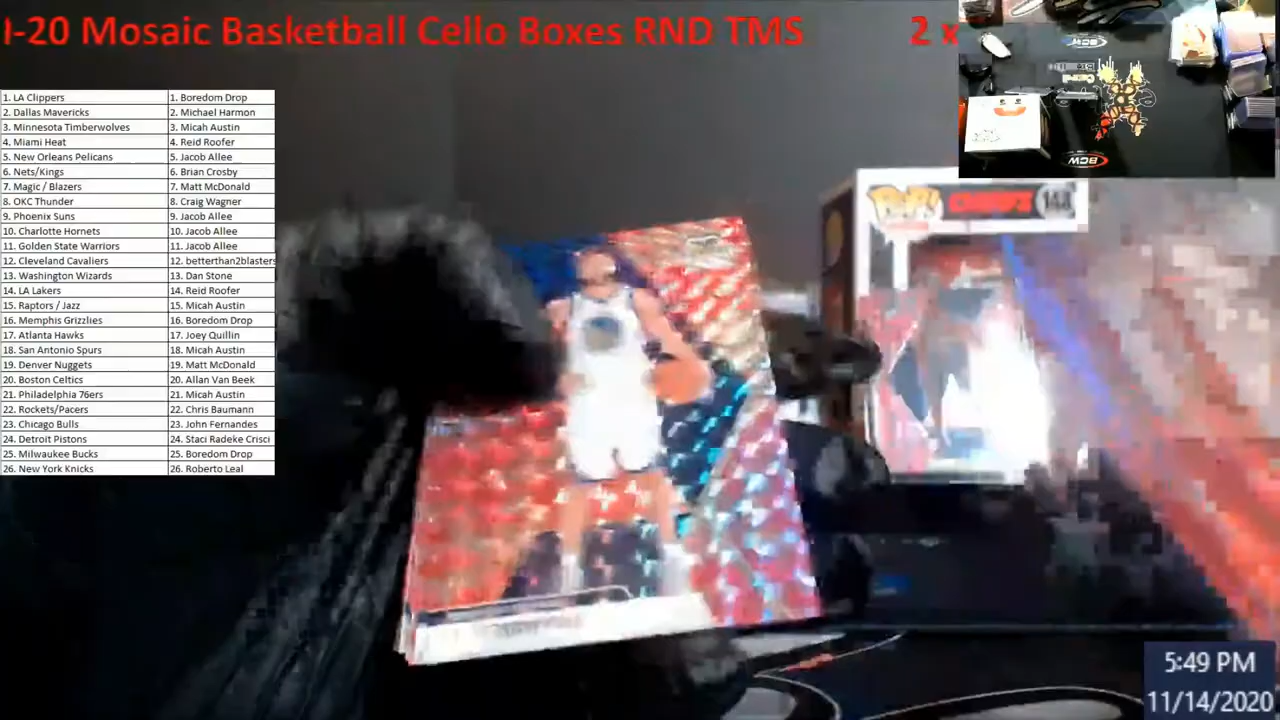 I-20 Mosaic Basketball Cello Boxes RND TMS 2 x
1. LA Clippers 1. Boredom Drop
2. Dallas Mavericks 2. Michael Harmon
3. Minnesota Timberwolves 3. Micah Austin
4. Miami Heat 4. Reid Roofer
5. New Orleans Pelicans 5. Jacob Allee
6. Nets/Kings 6. Brian Crosby
7. Magic / Blazers 7. Matt McDonald
8. OKC Thunder 8. Craig Wagner
9. Phoenix Suns 9. Jacob Allee
10. Charlotte Hornets 10. Jacob Allee
11. Golden State Warriors 11. Jacob Allee
12. Cleveland Cavaliers 12. betterthan2blasters
13. Washington Wizards 13. Dan Stone
14. LA Lakers 14. Reid Roofer
15. Raptors / Jazz 15. Micah Austin
16. Memphis Grizzlies 16. Boredom Drop
17. Atlanta Hawks 17. Joey Quillin
18. San Antonio Spurs 18. Micah Austin
19. Denver Nuggets 19. Matt McDonald
20. Boston Celtics 20. Allan Van Beek
21. Philadelphia 76ers 21. Micah Austin
22. Rockets/Pacers 22. Chris Baumann
23. Chicago Bulls 23. John Fernandes
24. Detroit Pistons 24. Staci Radeke Crisci
25. Milwaukee Bucks 25. Boredom Drop
26. New York Knicks 26. Roberto Leal
POP!
148
BCW
5:49 PM
11/14/2020